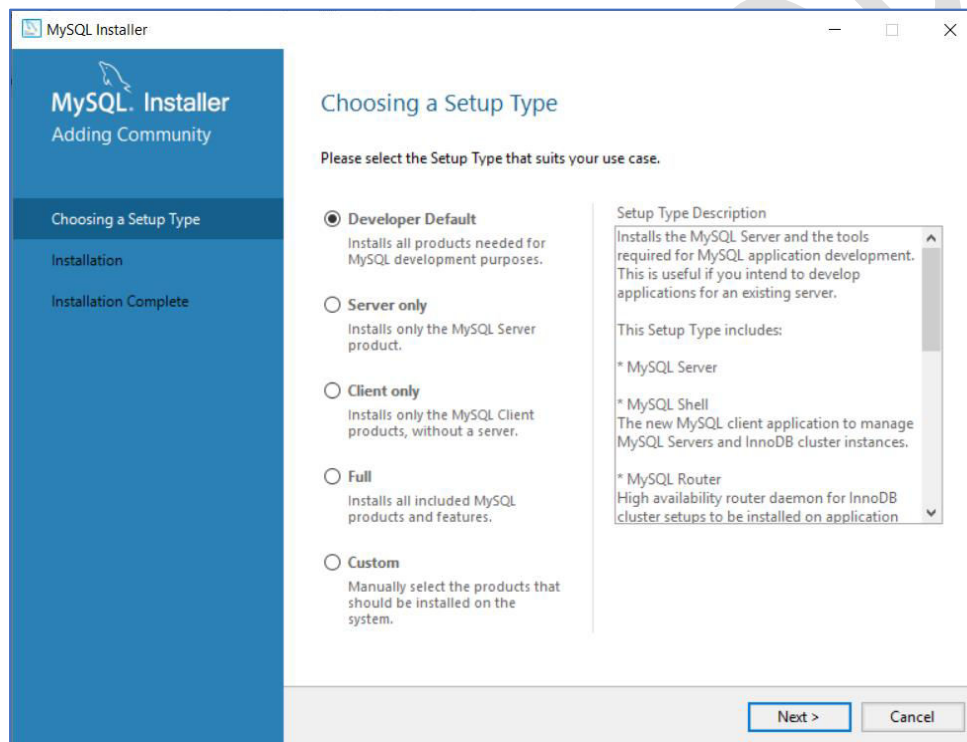 MySQL Installer
MySQL. Installer
Adding Community
Choosing a Setup Type
Installation
Installation Complete
Choosing a Setup Type
Please select the Setup Type that suits your use case.
Developer Default
Installs all products needed for
MySQL development purposes.
Server only
Installs only the MySQL Server
product.
Client only
Installs only the MySQL Client
products, without a server.
Full
Installs all included MySQL
products and features.
Custom
Manually select the products that
should be installed on the
system.
Setup Type Description
Installs the MySQL Server and the tools
required for MySQL application development.
This is useful if you intend to develop
applications for an existing server.
This Setup Type includes:
* MySQL Server
* MySQL Shell
The new MySQL client application to manage
MySQL Servers and InnoDB cluster instances.
* MySQL Router
High availability router daemon for InnoDB
cluster setups to be installed on application
Next >
Cancel